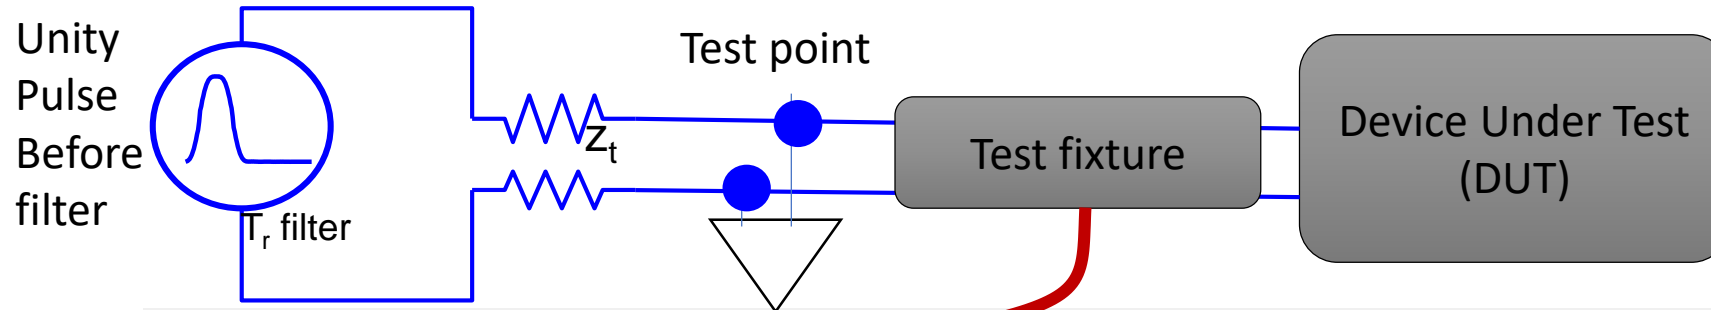 Unity
Pulse
Before
filter
Tr filter
zt
Test point
Test fixture
Device Under Test
(DUT)